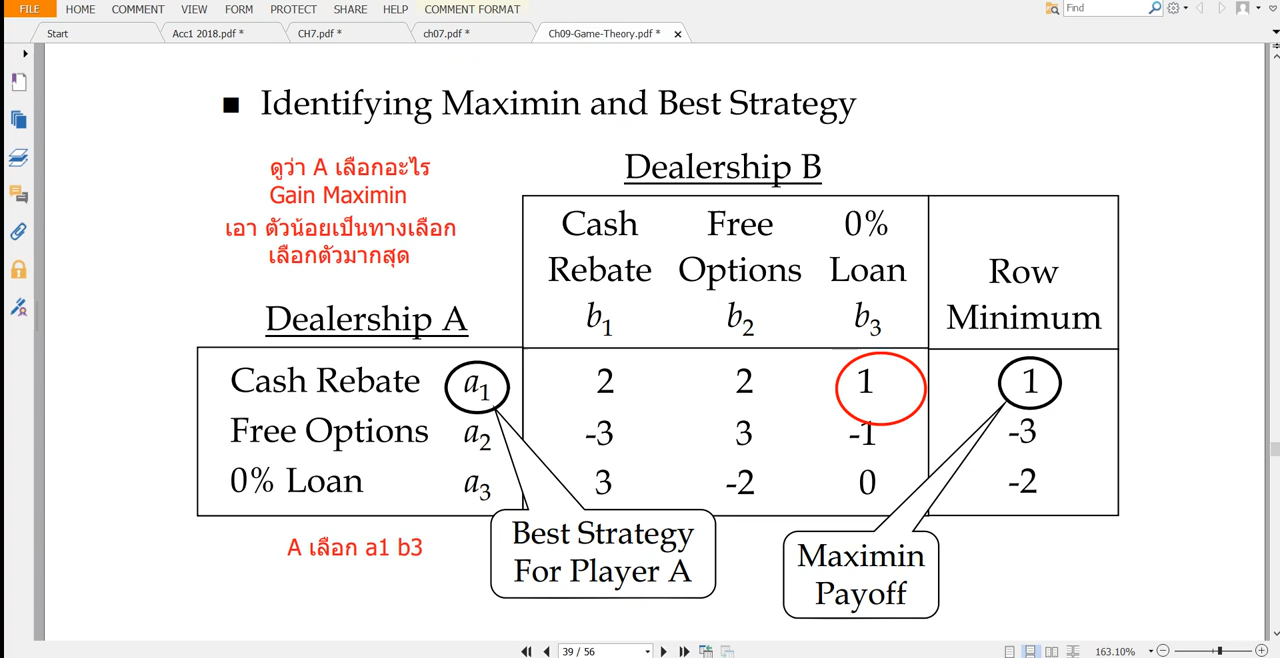 FILE HOME COMMENT VIEW FORM PROTECT SHARE HELP COMMENT FORMAT Find
Start Acc1 2018.pdf * CH7.pdf * ch07.pdf * Ch09-Game-Theory.pdf *
■ Identifying Maximin and Best Strategy
ดูว่า A เลือกอะไร
Gain Maximin
เอา ตัวน้อยเป็นทางเลือก
เลือกตัวมากสุด
Dealership B
Cash Free 0%
Rebate Options Loan Row
Dealership A b1 b2 b3 Minimum
Cash Rebate a1 2 2 1 1
Free Options a2 -3 3 -1 -3
0% Loan a3 3 -2 0 -2
A เลือก a1 b3
Best Strategy
For Player A
Maximin
Payoff
39 / 56 163.10%